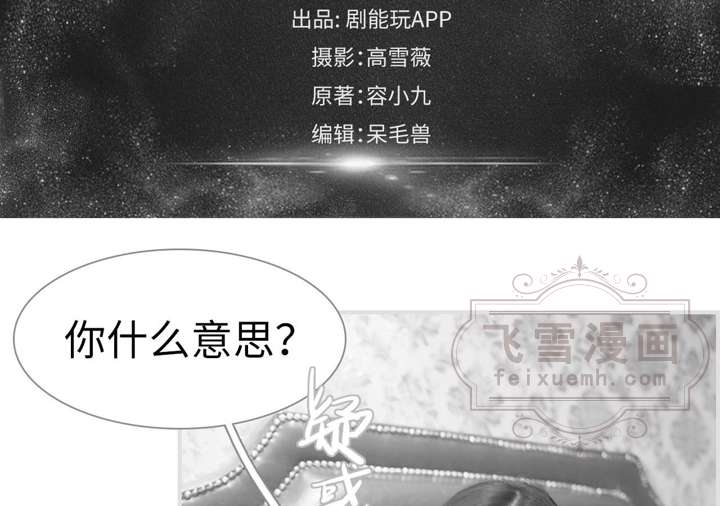 出品: 剧能玩APP
摄影：高雪薇
原著：容小九
编辑：呆毛兽
你什么意思？
疑惑
飞雪漫画
feixuemh.com